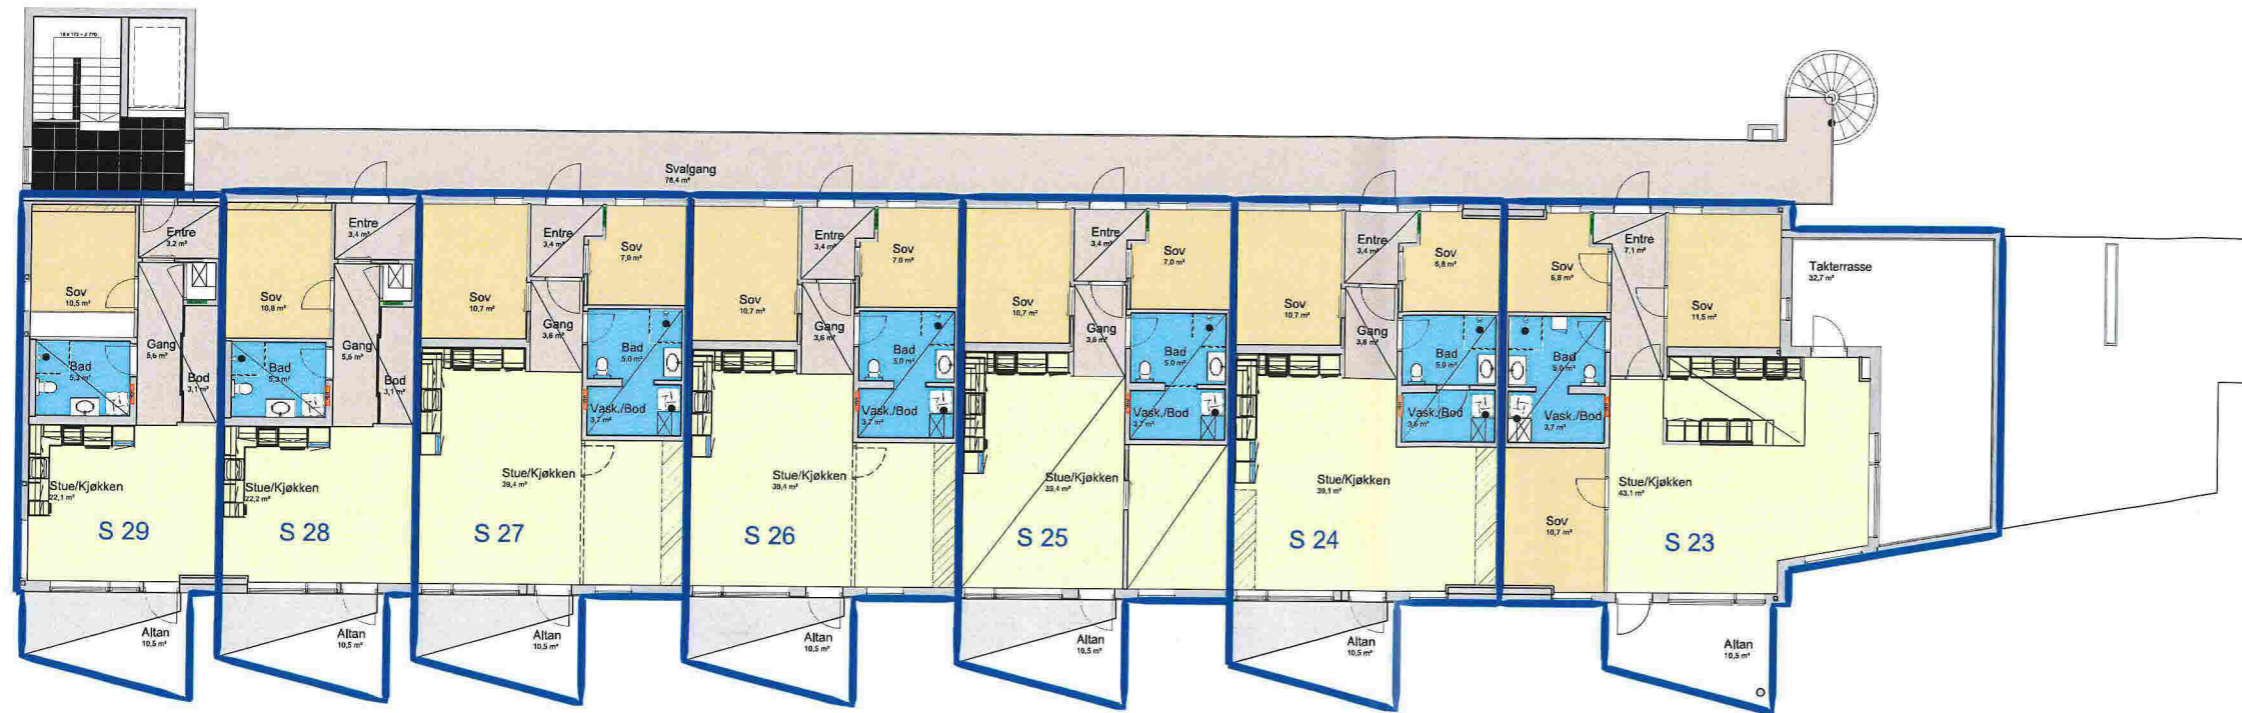 Svalgang
78,4 m²
Entre
3,2 m²
Sov
10,5 m²
Gang
5,6 m²
Bad
5,3 m²
Bod
3,1 m²
Stue/Kjøkken
22,1 m²
S 29
Altan
10,5 m²
Entre
3,4 m²
Sov
10,8 m²
Gang
5,6 m²
Bad
5,3 m²
Bod
3,1 m²
Stue/Kjøkken
22,2 m²
S 28
Altan
10,5 m²
Entre
3,4 m²
Sov
7,0 m²
Sov
10,7 m²
Gang
3,6 m²
Bad
5,0 m²
Vask./Bod
3,7 m²
Stue/Kjøkken
39,4 m²
S 27
Altan
10,5 m²
Entre
3,4 m²
Sov
7,0 m²
Sov
10,7 m²
Gang
3,6 m²
Bad
5,0 m²
Vask./Bod
3,7 m²
Stue/Kjøkken
39,4 m²
S 26
Altan
10,5 m²
Entre
3,4 m²
Sov
7,0 m²
Sov
10,7 m²
Gang
3,6 m²
Bad
5,0 m²
Vask./Bod
3,7 m²
Stue/Kjøkken
39,4 m²
S 25
Altan
10,5 m²
Entre
3,4 m²
Sov
6,8 m²
Sov
10,7 m²
Gang
3,8 m²
Bad
5,0 m²
Vask./Bod
3,6 m²
Stue/Kjøkken
39,1 m²
S 24
Altan
10,5 m²
Entre
7,1 m²
Sov
6,8 m²
Sov
11,5 m²
Bad
5,0 m²
Vask./Bod
3,7 m²
Stue/Kjøkken
43,1 m²
Sov
10,7 m²
S 23
Takterrasse
32,7 m²
Altan
10,5 m²